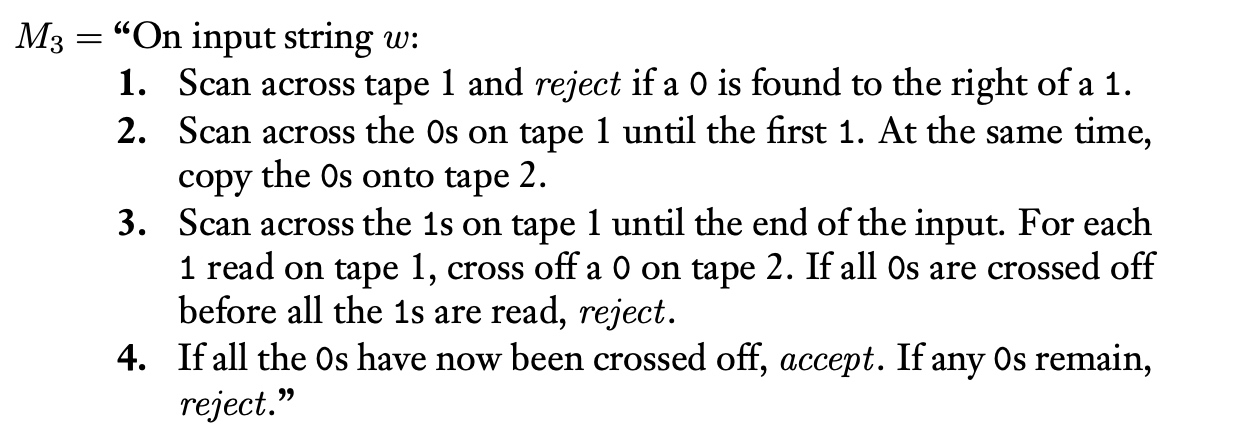 M3 = “On input string w:
1. Scan across tape 1 and reject if a 0 is found to the right of a 1.
2. Scan across the 0s on tape 1 until the first 1. At the same time,
copy the 0s onto tape 2.
3. Scan across the 1s on tape 1 until the end of the input. For each
1 read on tape 1, cross off a 0 on tape 2. If all 0s are crossed off
before all the 1s are read, reject.
4. If all the 0s have now been crossed off, accept. If any 0s remain,
reject.”